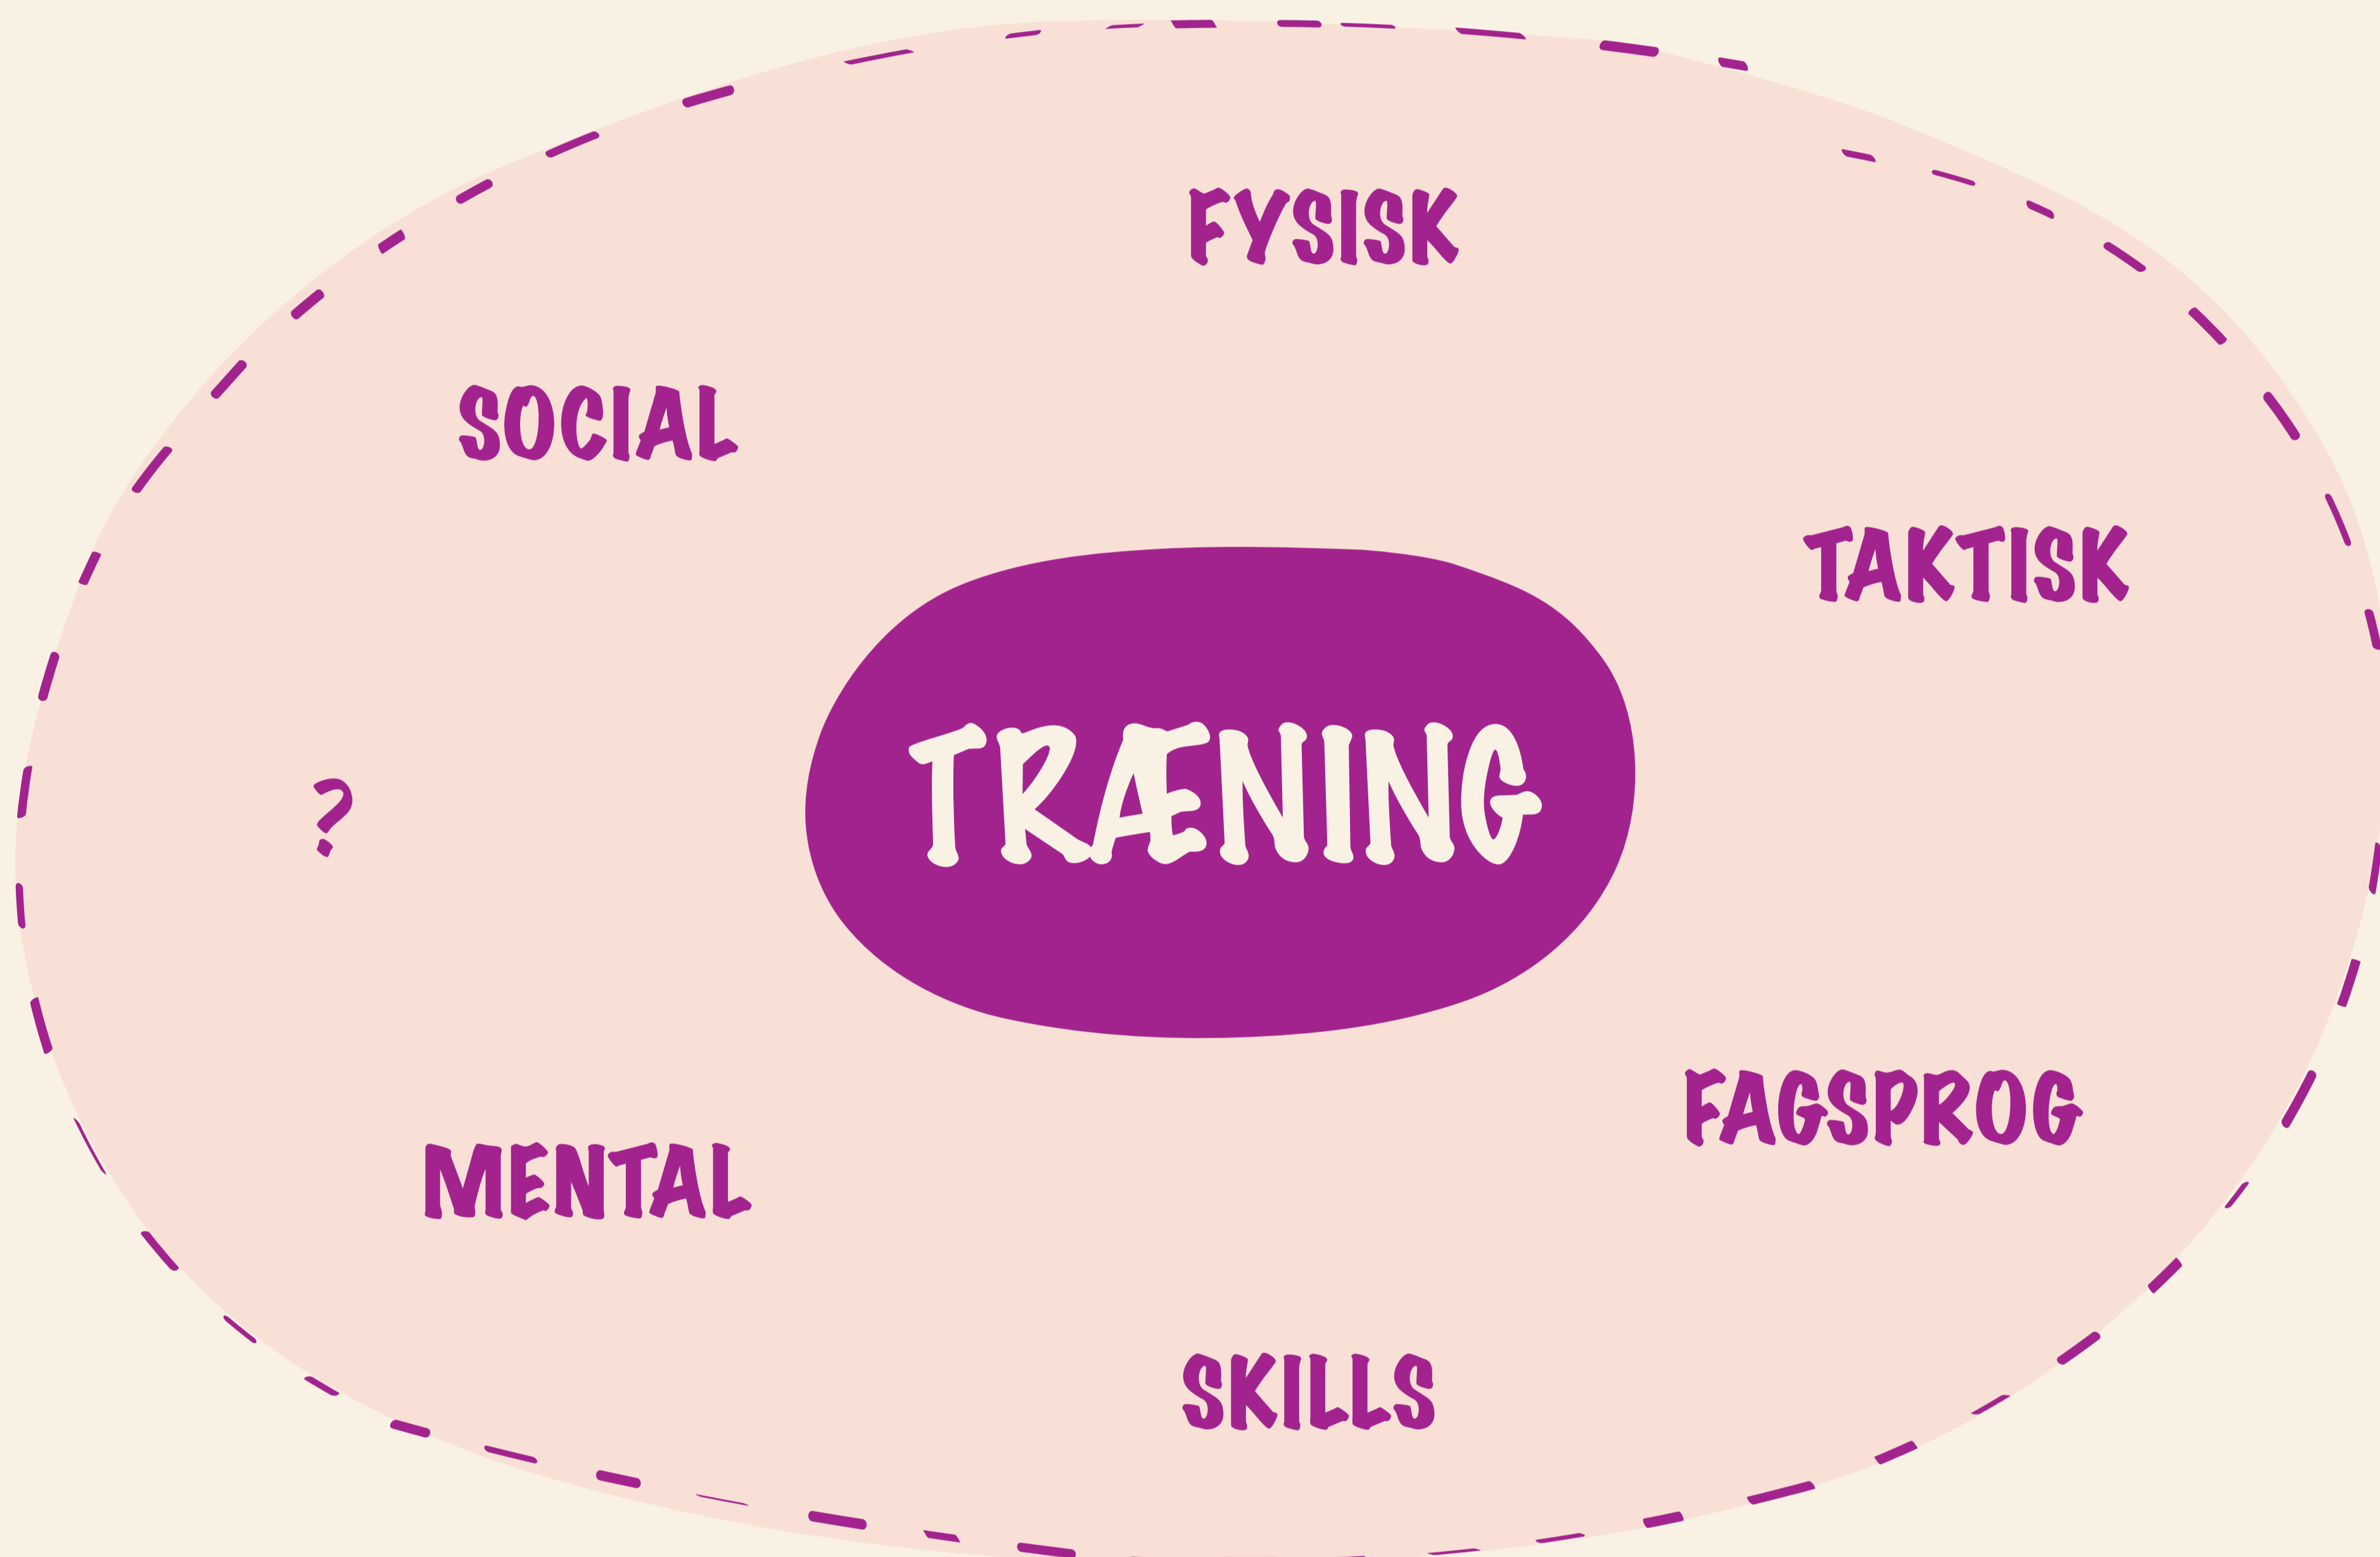 FYSISK
SOCIAL
TAKTISK
TRÆNING
?
FAGSPROG
MENTAL
SKILLS